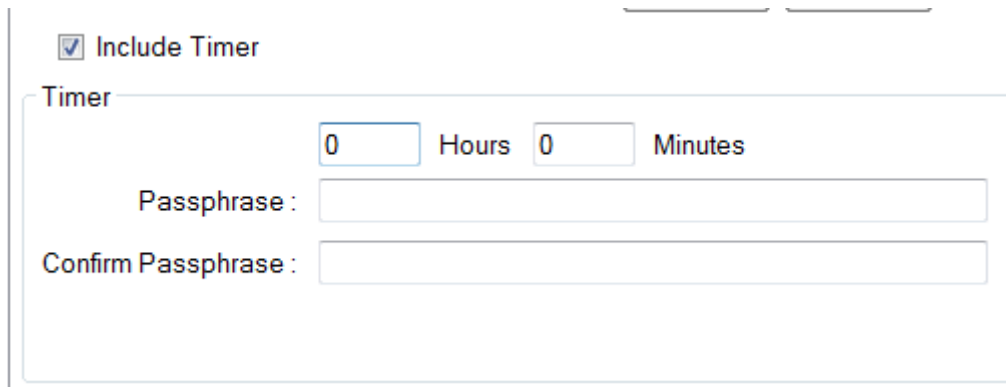 Include Timer
Timer
0 Hours 0 Minutes
Passphrase :
Confirm Passphrase :